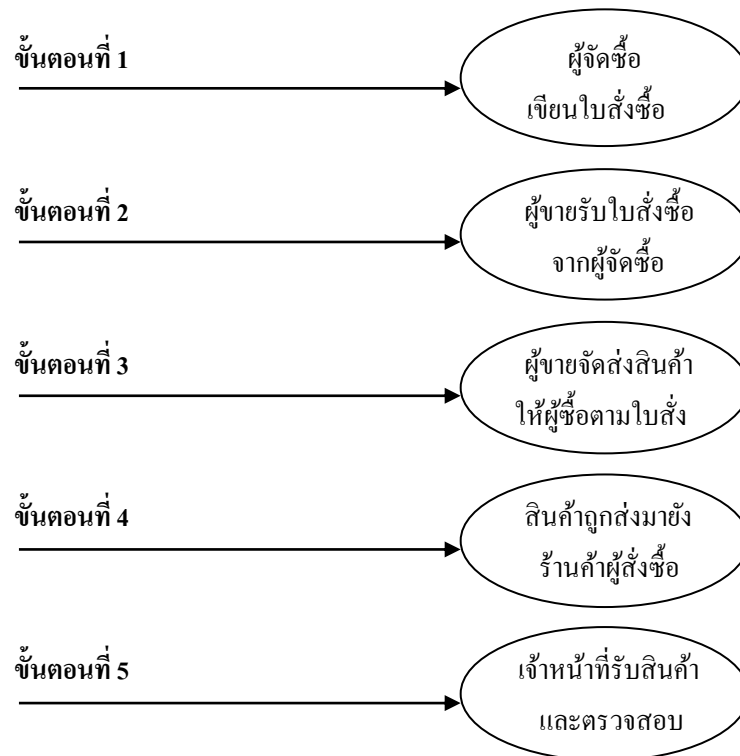 ขั้นตอนที่ 1
ผู้จัดซื้อ
เขียนใบสั่งซื้อ
ขั้นตอนที่ 2
ผู้ขายรับใบสั่งซื้อ
จากผู้จัดซื้อ
ขั้นตอนที่ 3
ผู้ขายจัดส่งสินค้า
ให้ผู้ซื้อตามใบสั่ง
ขั้นตอนที่ 4
สินค้าถูกส่งมายัง
ร้านค้าผู้สั่งซื้อ
ขั้นตอนที่ 5
เจ้าหน้าที่รับสินค้า
และตรวจสอบ